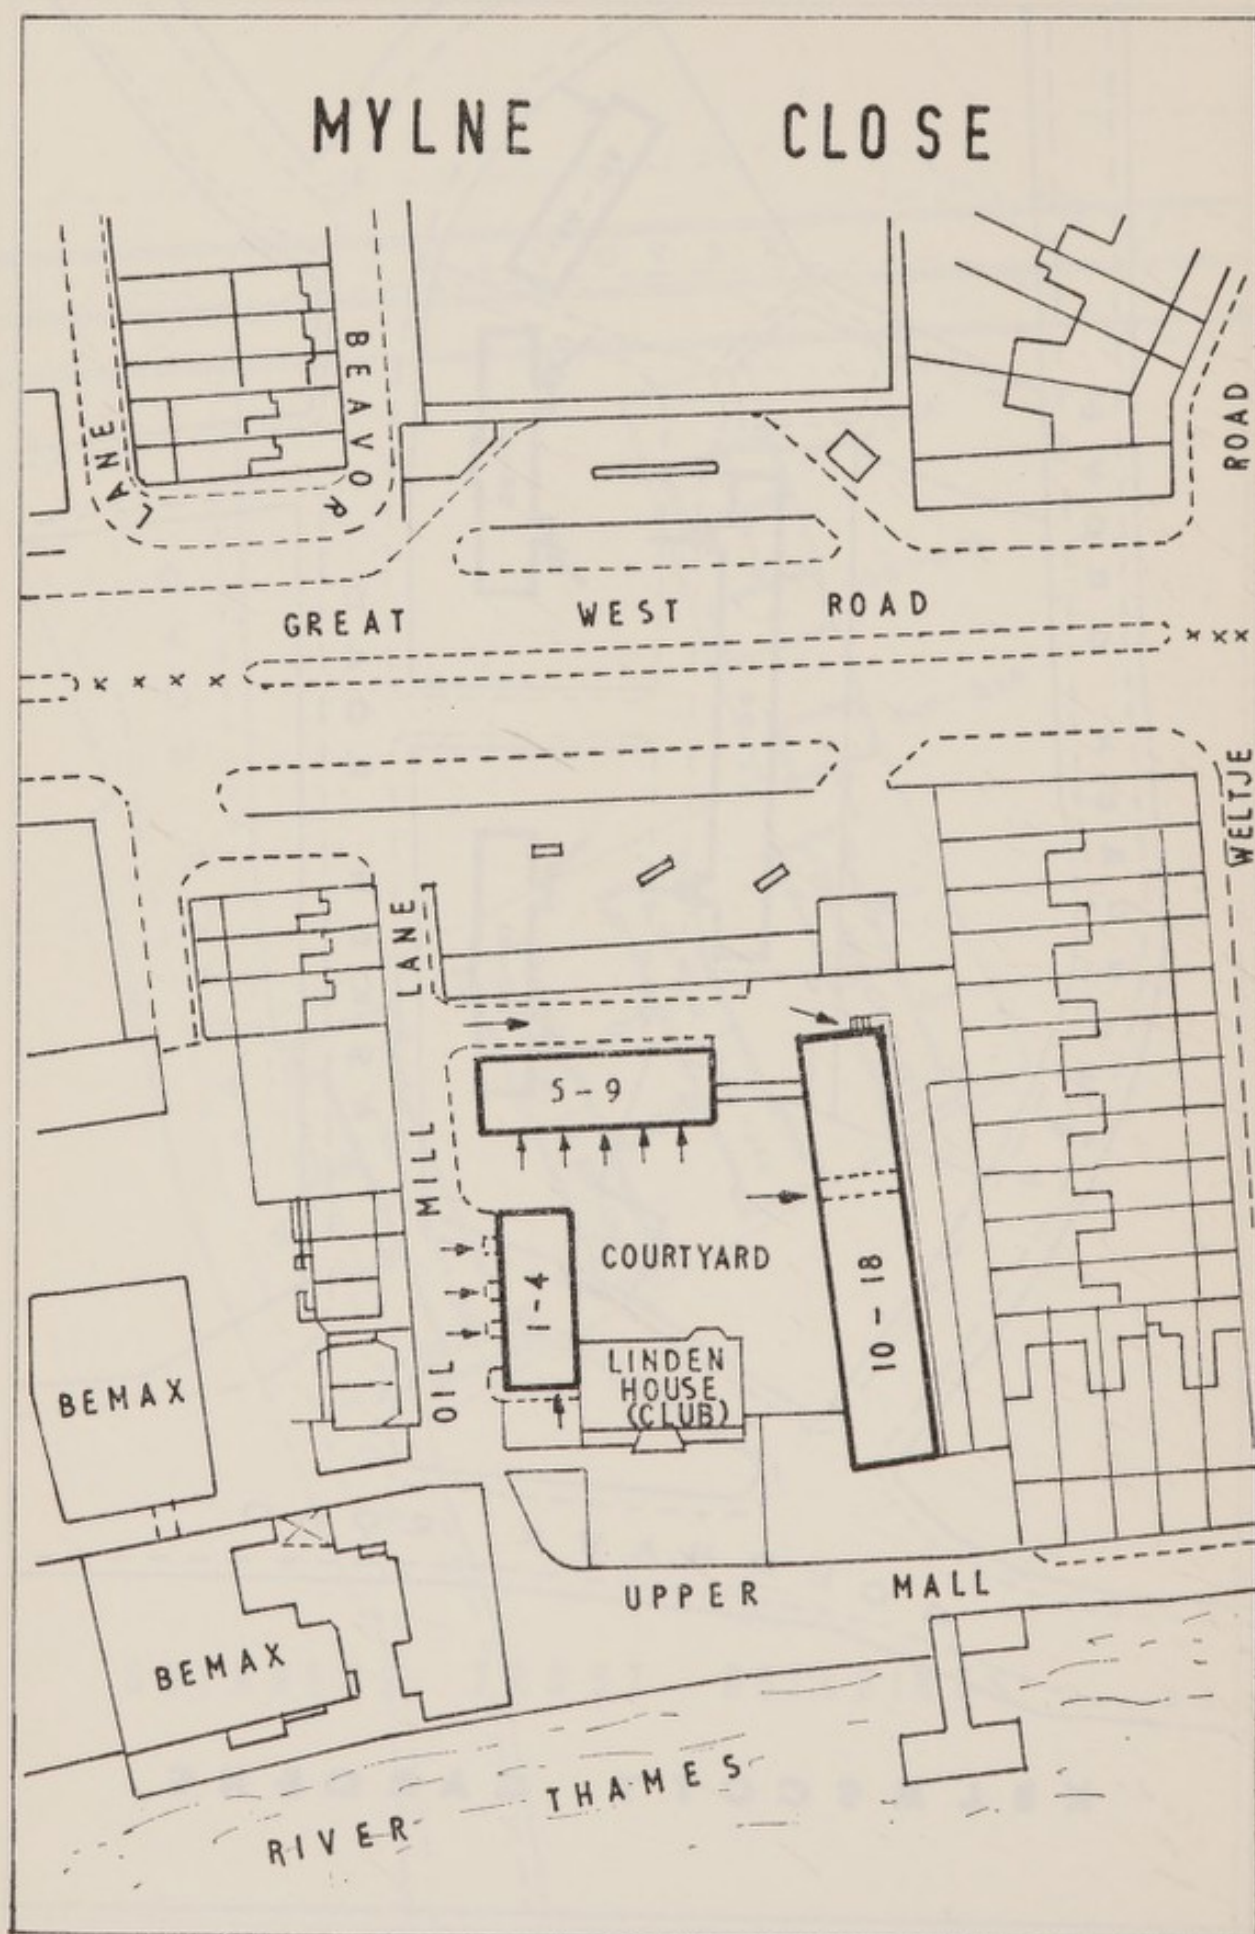 MYLNE CLOSE
BEAVOR
LANE
ROAD
GREAT WEST ROAD
WELTJE
LANE
5-9
MILL
COURTYARD
1-4
10-18
LINDEN
HOUSE
(CLUB)
OIL
BEMAX
UPPER MALL
BEMAX
RIVER THAMES